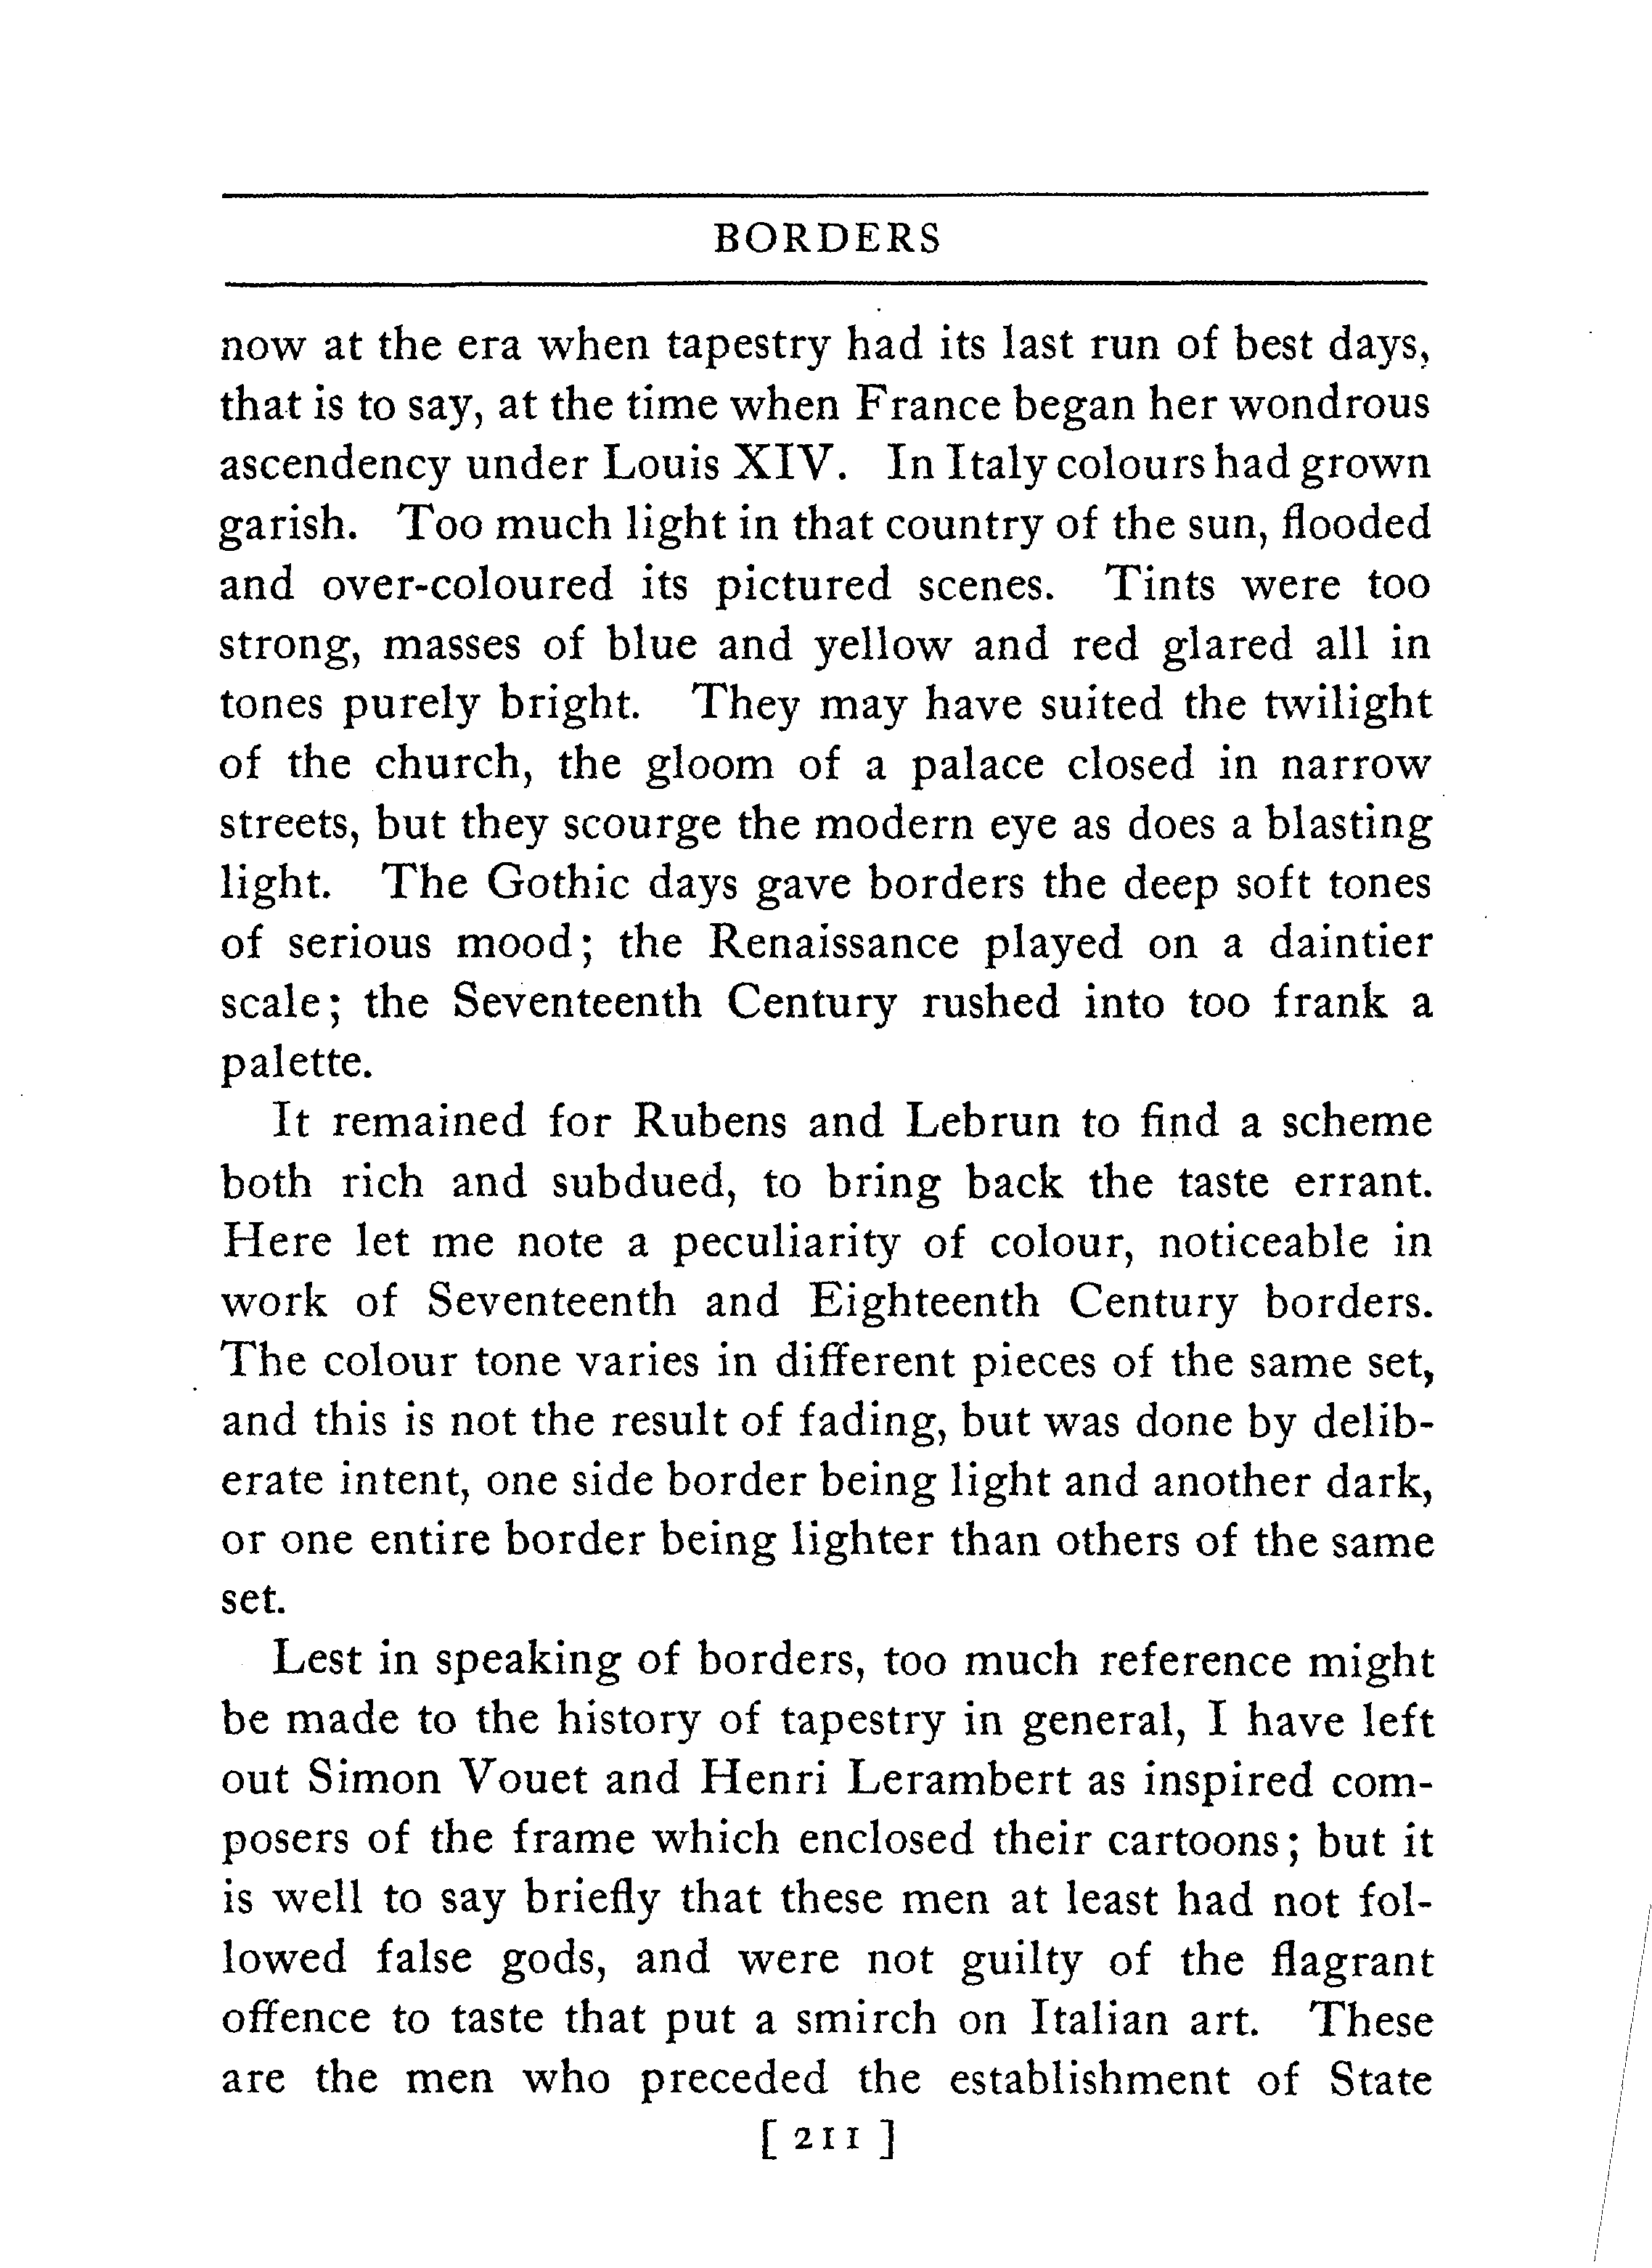 BORDERS
now at the era when tapestry had its last run of best days,
that is to say, at the time when France began her wondrous
ascendency under Louis XIV. In Italy colours had grown
garish. Too much light in that country of the sun, flooded
and over-coloured its pictured scenes. Tints were too
strong, masses of blue and yellow and red glared all in
tones purely bright. They may have suited the twilight
of the church, the gloom of a palace closed in narrow
streets, but they scourge the modern eye as does a blasting
light. The Gothic days gave borders the deep soft tones
of serious mood; the Renaissance played on a daintier
scale; the Seventeenth Century rushed into too frank a
palette.
It remained for Rubens and Lebrun to find a scheme
both rich and subdued, to bring back the taste errant.
Here let me note a peculiarity of colour, noticeable in
work of Seventeenth and Eighteenth Century borders.
The colour tone varies in different pieces of the same set,
and this is not the result of fading, but was done by delib-
erate intent, one side border being light and another dark,
or one entire border being lighter than others of the same
set.
Lest in speaking of borders, too much reference might
be made to the history of tapestry in general, I have left
out Simon Vouet and Henri Lerambert as inspired com-
posers of the frame which enclosed their cartoons; but it
is well to say briefly that these men at least had not fol-
lowed false gods, and were not guilty of the flagrant
offence to taste that put a smirch on Italian art. These
are the men who preceded the establishment of State
[ 211 ]